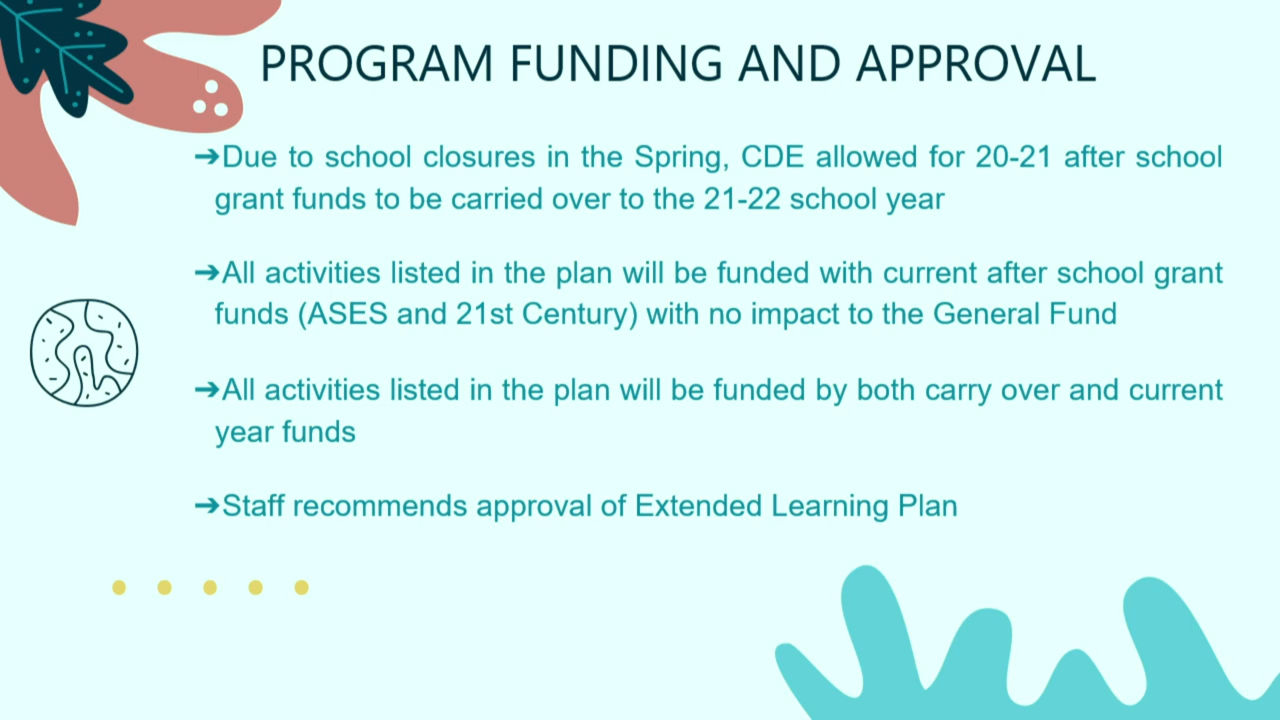 PROGRAM FUNDING AND APPROVAL
➔Due to school closures in the Spring, CDE allowed for 20-21 after school
grant funds to be carried over to the 21-22 school year
➔All activities listed in the plan will be funded with current after school grant
funds (ASES and 21st Century) with no impact to the General Fund
➔All activities listed in the plan will be funded by both carry over and current
year funds
➔Staff recommends approval of Extended Learning Plan